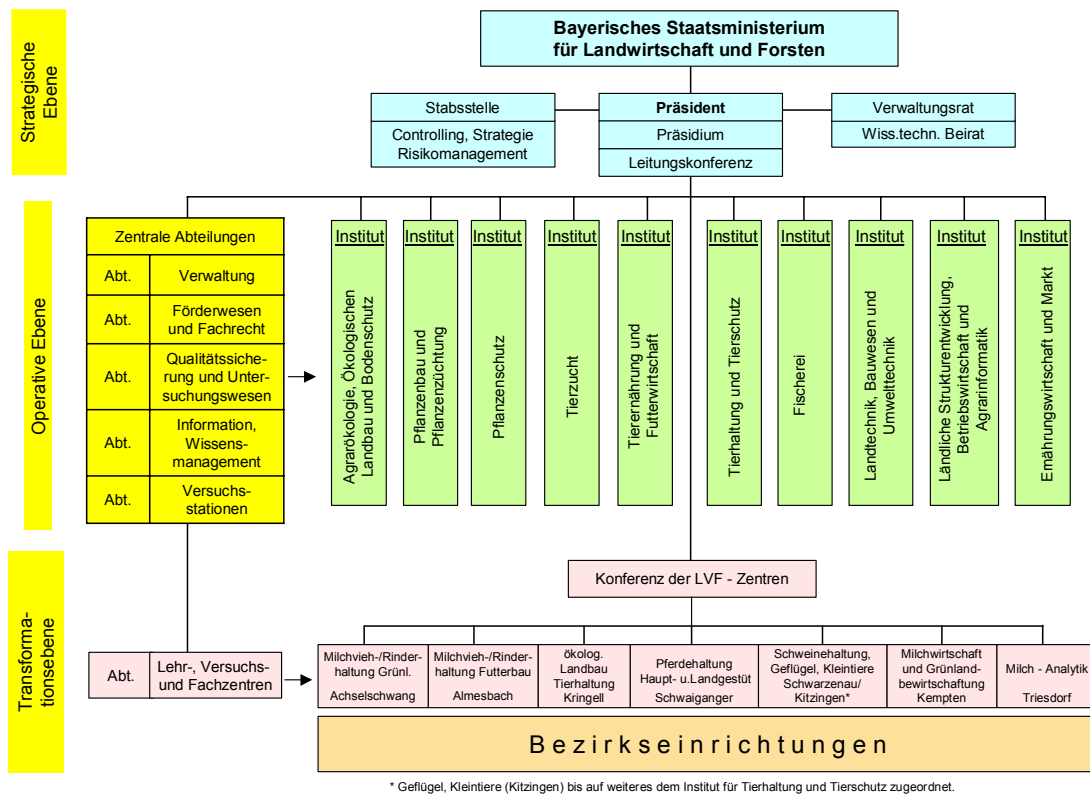 Bayerisches Staatsministerium
für Landwirtschaft und Forsten
Strategische
Ebene
Stabsstelle
Controlling, Strategie
Risikomanagement
Präsident
Präsidium
Leitungskonferenz
Verwaltungsrat
Wiss.techn. Beirat
Operative Ebene
Zentrale Abteilungen
Abt.
Verwaltung
Abt.
Förderwesen
und Fachrecht
Abt.
Qualitätssiche-
rung und Unter-
suchungswesen
Abt.
Information,
Wissens-
management
Abt.
Versuchs-
stationen
Institut
Agrarökologie, Ökologischen
Landbau und Bodenschutz
Institut
Pflanzenbau und
Pflanzenzüchtung
Institut
Pflanzenschutz
Institut
Tierzucht
Institut
Tierernährung und
Futterwirtschaft
Institut
Tierhaltung und Tierschutz
Institut
Fischerei
Institut
Landtechnik, Bauwesen und
Umwelttechnik
Institut
Ländliche Strukturentwicklung,
Betriebswirtschaft und
Agrarinformatik
Institut
Ernährungswirtschaft und Markt
Transforma-
tionsebene
Konferenz der LVF - Zentren
Abt.
Lehr-, Versuchs-
und Fachzentren
Milchvieh-/Rinder-
haltung Grünl.
Achselschwang
Milchvieh-/Rinder-
haltung Futterbau
Almesbach
ökolog.
Landbau
Tierhaltung
Kringell
Pferdehaltung
Haupt- u.Landgestüt
Schwaiganger
Schweinehaltung,
Geflügel, Kleintiere
Schwarzenau/
Kitzingen*
Milchwirtschaft
und Grünland-
bewirtschaftung
Kempten
Milch - Analytik
Triesdorf
Bezirkseinrichtungen
* Geflügel, Kleintiere (Kitzingen) bis auf weiteres dem Institut für Tierhaltung und Tierschutz zugeordnet.